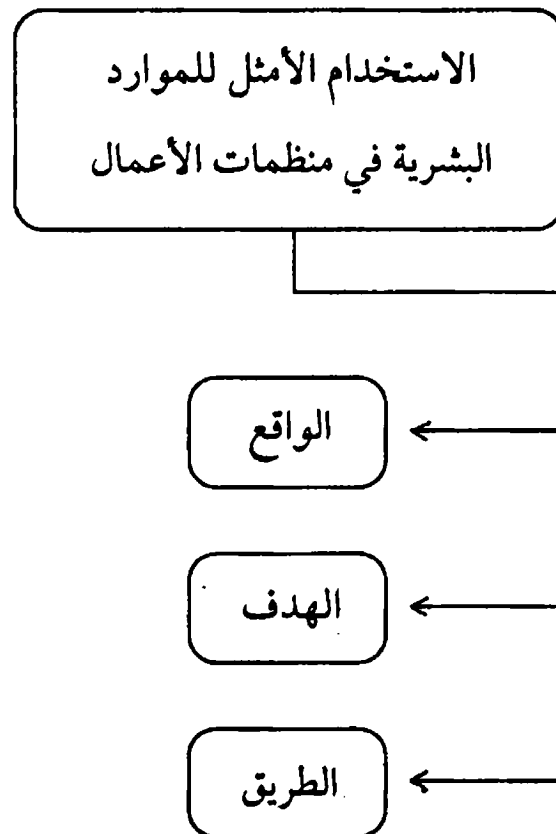 الاستخدام الأمثل للموارد
البشرية في منظمات الأعمال
الواقع
الهدف
الطريق